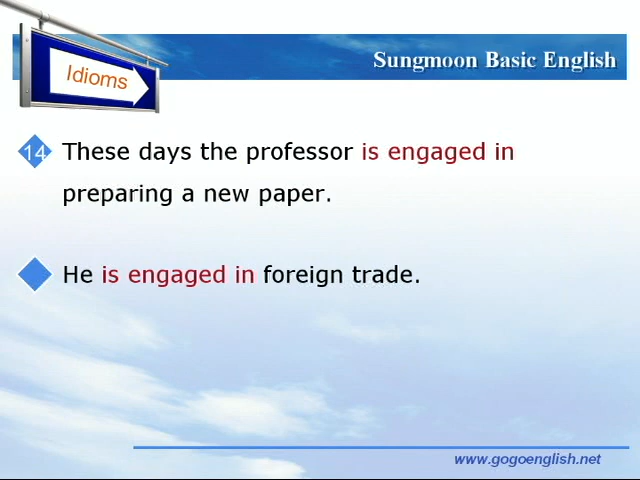 Sungmoon Basic English
Idioms
14 These days the professor is engaged in
preparing a new paper.
He is engaged in foreign trade.
www.gogoenglish.net